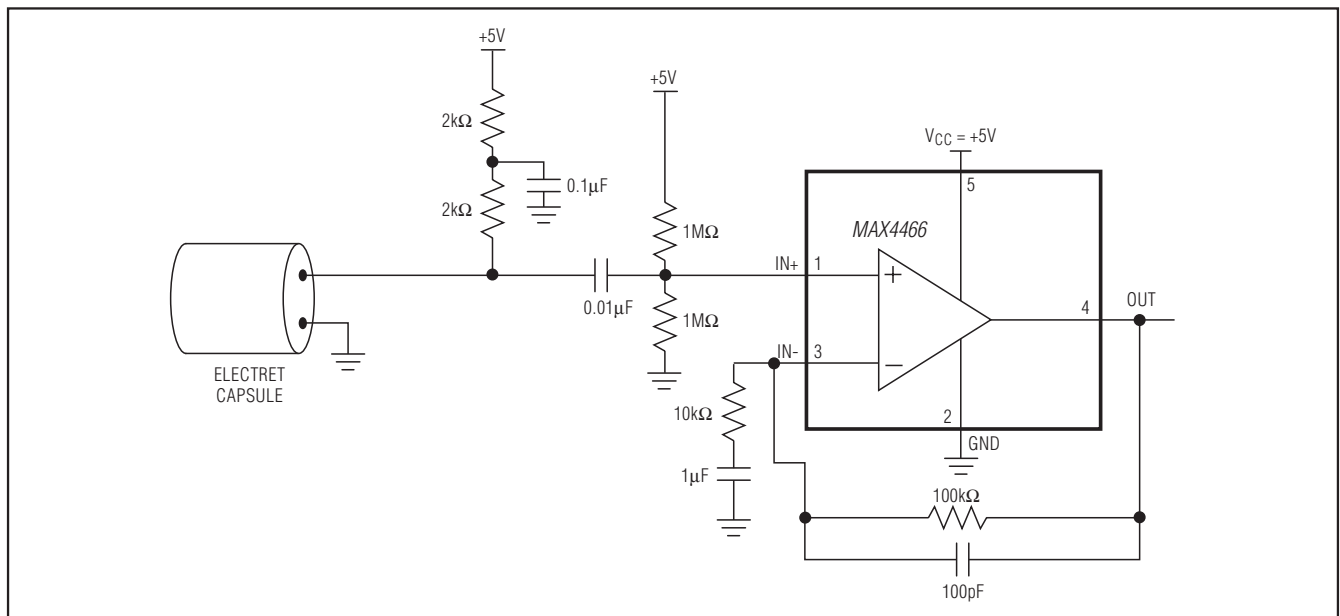 +5V
+5V
2kΩ
VCC = +5V
5
0.1µF
2kΩ
1MΩ
MAX4466
IN+
1
+
4
OUT
0.01µF
1MΩ
IN-
3
−
ELECTRET
CAPSULE
10kΩ
2
GND
1µF
100kΩ
100pF